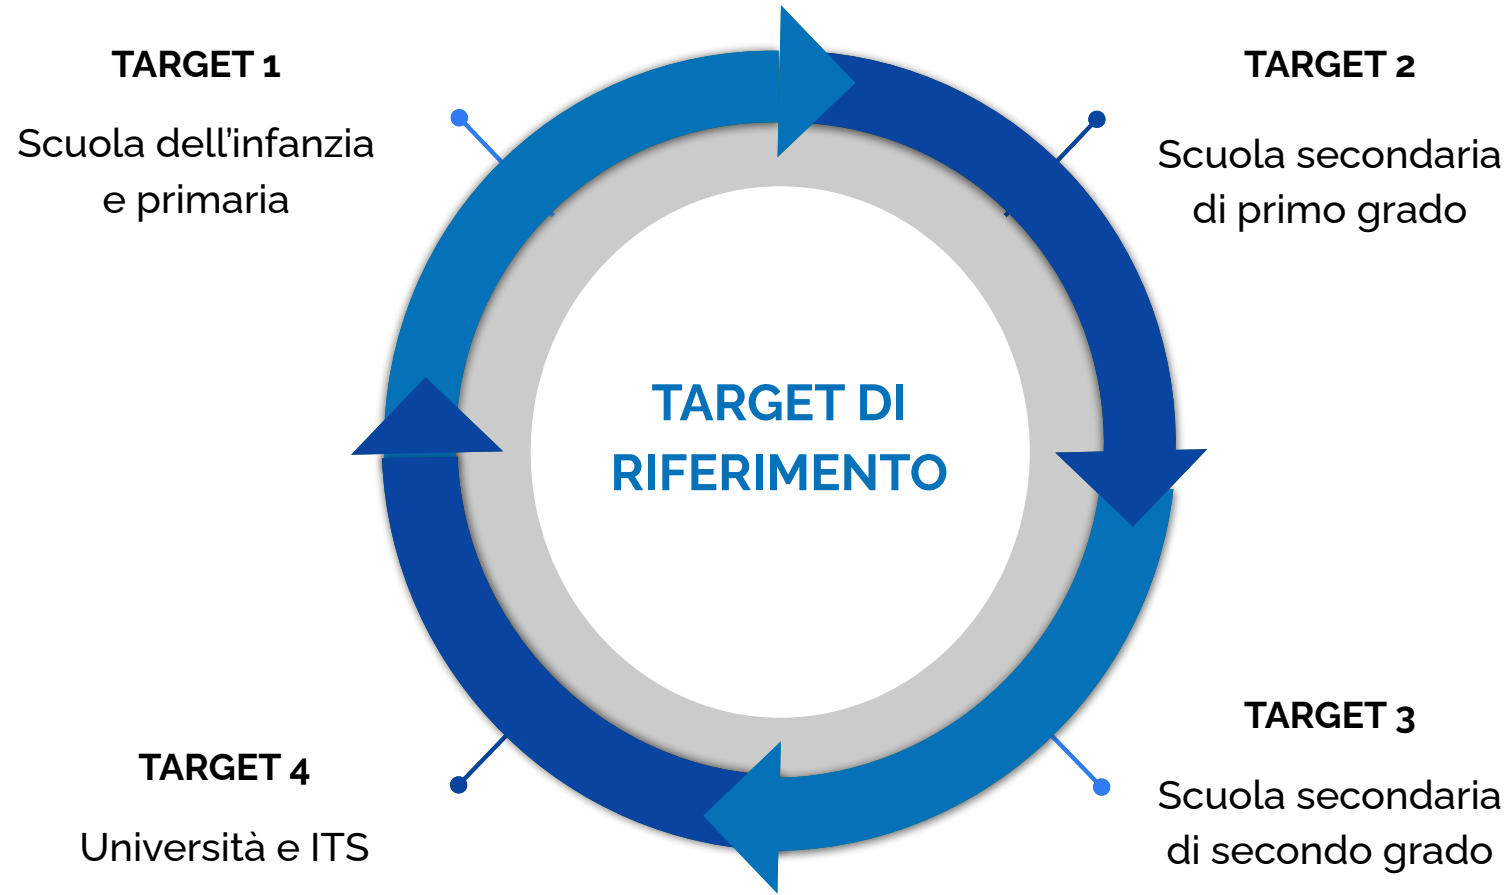 TARGET 1
Scuola dell'infanzia
e primaria
TARGET 2
Scuola secondaria
di primo grado
TARGET DI
RIFERIMENTO
TARGET 3
Scuola secondaria
di secondo grado
TARGET 4
Università e ITS